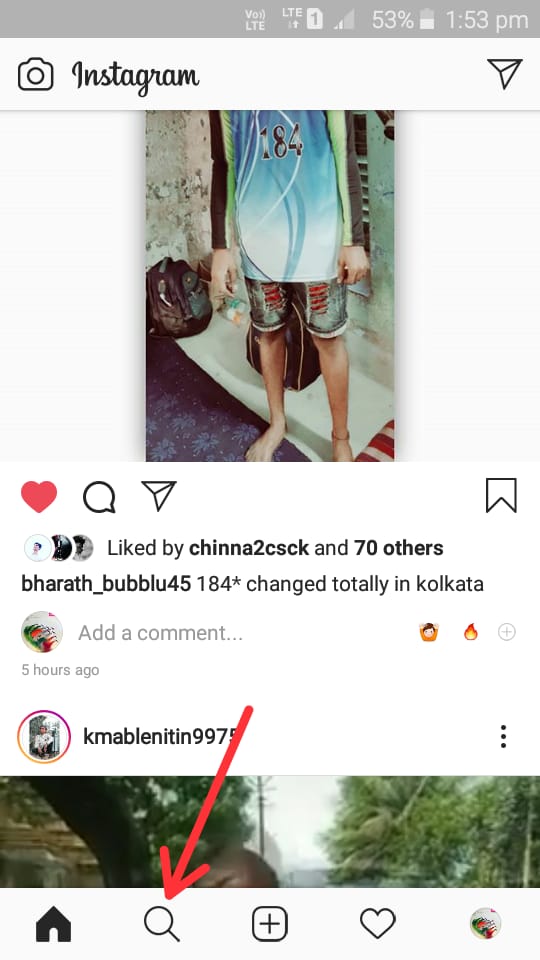 Vo)) LTE LTE 1 53% 1:53 pm
Instagram
184
Liked by chinna2csck and 70 others
bharath_bubblu45 184* changed totally in kolkata
Add a comment...
5 hours ago
kmablenitin9975